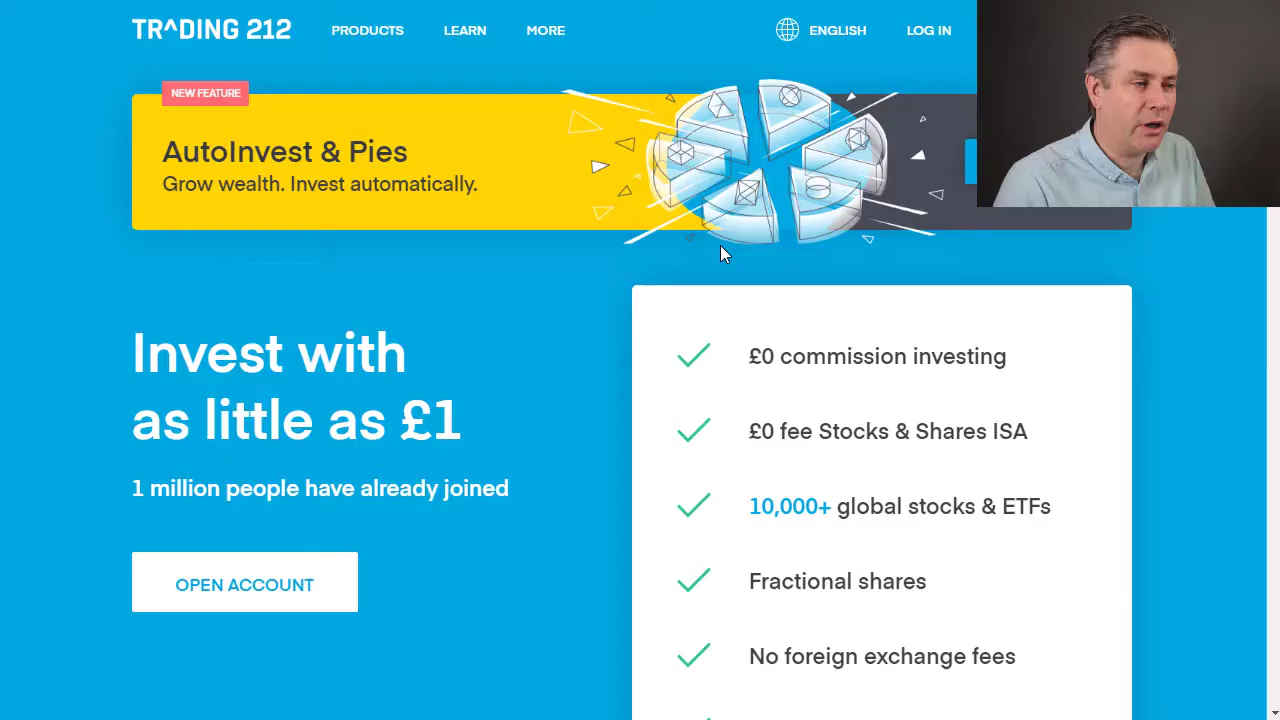 TR^DING 212
PRODUCTS
LEARN
MORE
ENGLISH
LOG IN
NEW FEATURE
AutoInvest & Pies
Grow wealth. Invest automatically.
Invest with
as little as £1
1 million people have already joined
OPEN ACCOUNT
£0 commission investing
£0 fee Stocks & Shares ISA
10,000+ global stocks & ETFs
Fractional shares
No foreign exchange fees